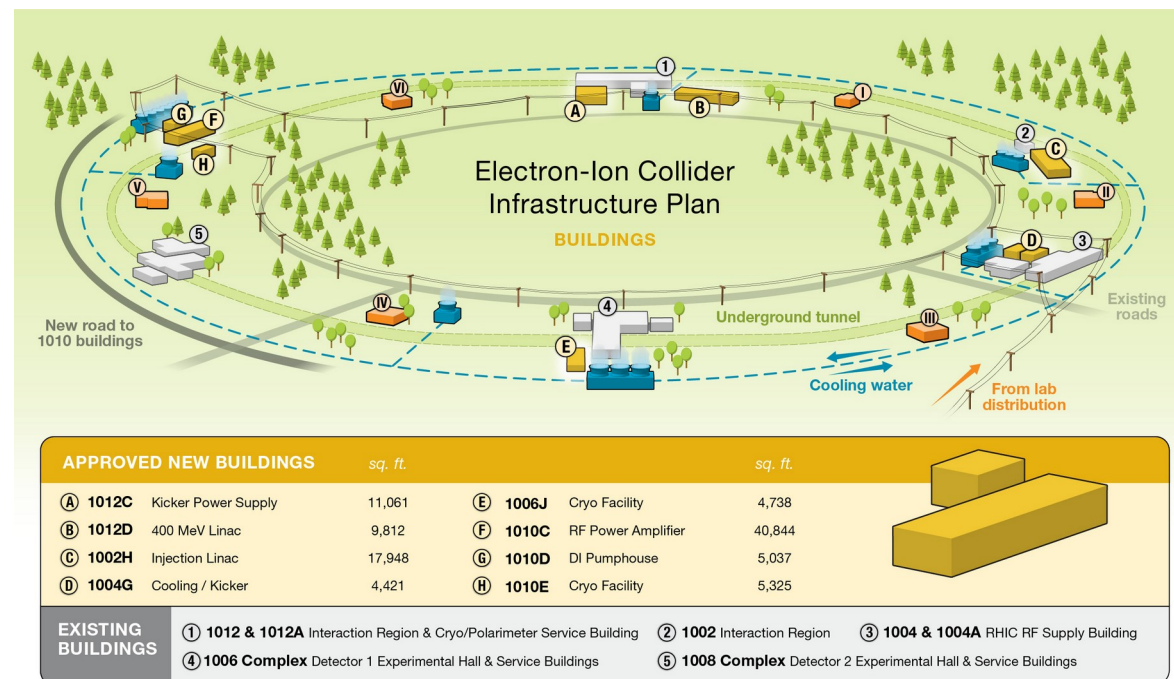 1
VI
A
B
I
G
F
H
2
C
V
II
Electron-Ion Collider
Infrastructure Plan
BUILDINGS
5
D
3
IV
4
New road to
1010 buildings
Underground tunnel
III
Existing
roads
E
Cooling water
From lab
distribution
APPROVED NEW BUILDINGS sq. ft. sq. ft.
A 1012C Kicker Power Supply 11,061 E 1006J Cryo Facility 4,738
B 1012D 400 MeV Linac 9,812 F 1010C RF Power Amplifier 40,844
C 1002H Injection Linac 17,948 G 1010D DI Pumphouse 5,037
D 1004G Cooling / Kicker 4,421 H 1010E Cryo Facility 5,325
EXISTING
BUILDINGS
1 1012 & 1012A Interaction Region & Cryo/Polarimeter Service Building 2 1002 Interaction Region 3 1004 & 1004A RHIC RF Supply Building
4 1006 Complex Detector 1 Experimental Hall & Service Buildings 5 1008 Complex Detector 2 Experimental Hall & Service Buildings